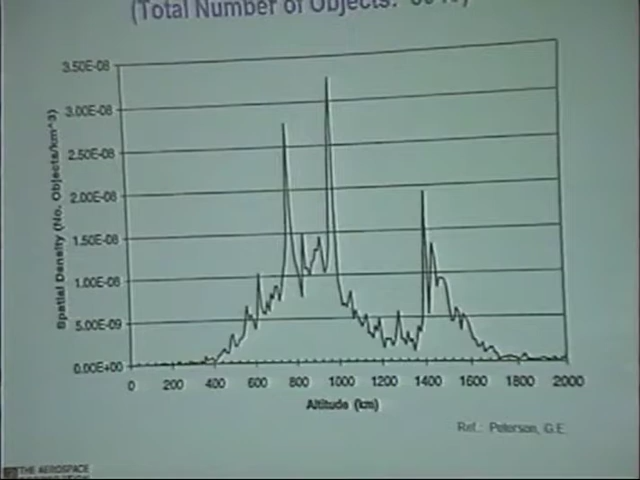 (Total Number of Objects:
3.50E-08
3.00E-08
2.50E-08
2.00E-08
1.50E-08
1.00E-08
5.00E-09
0.00E+00
Spatial Density (No. Objects/km^3)
0 200 400 600 800 1000 1200 1400 1600 1800 2000
Altitude (km)
Ref.: Peterson, G.E.
THE AEROSPACE